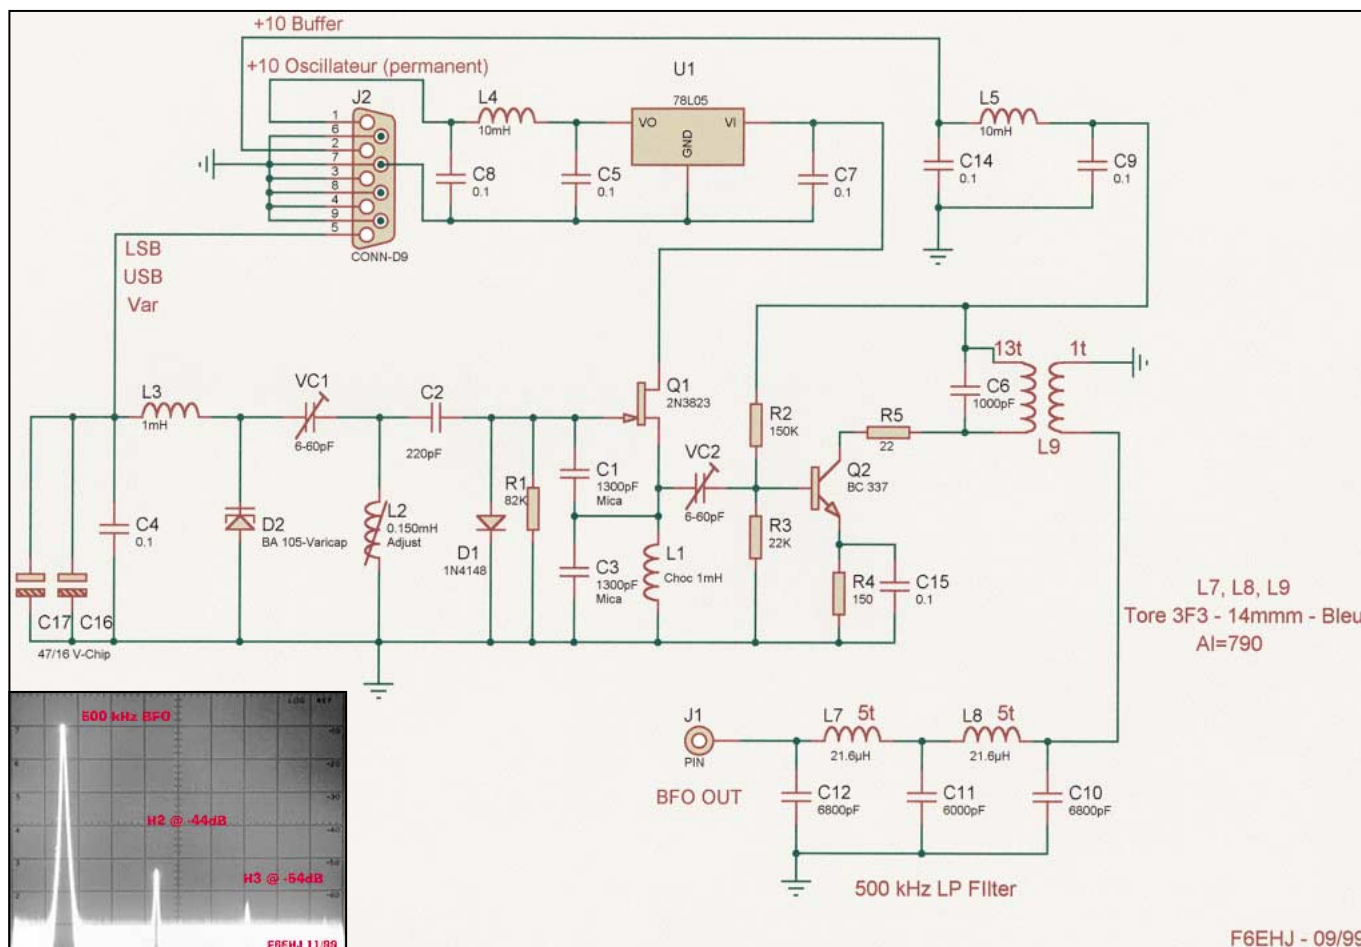 +10 Buffer
+10 Oscillateur (permanent)
J2
1
6
2
7
3
8
4
9
5
CONN-D9
LSB
USB
Var
L4
10mH
C8
0.1
C5
0.1
U1
78L05
VO
VI
GND
C7
0.1
L5
10mH
C14
0.1
C9
0.1
L3
1mH
VC1
6-60pF
C2
220pF
Q1
2N3823
C4
0.1
D2
BA 105-Varicap
L2
0.150mH
Adjust
D1
1N4148
R1
82K
C1
1300pF
Mica
C3
1300pF
Mica
L1
Choc 1mH
VC2
6-60pF
R2
150K
R3
22K
Q2
BC 337
R5
22
R4
150
C15
0.1
C6
1000pF
13t
1t
L9
C17
C16
47/16 V-Chip
L7, L8, L9
Tore 3F3 - 14mmm - Bleu
Al=790
J1
PIN
BFO OUT
L7
5t
21.6µH
L8
5t
21.6µH
C12
6800pF
C11
6000pF
C10
6800pF
500 kHz LP FIlter
500 kHz BFO
H2 @ -44dB
H3 @ -54dB
F6EHJ 11/99
F6EHJ - 09/99